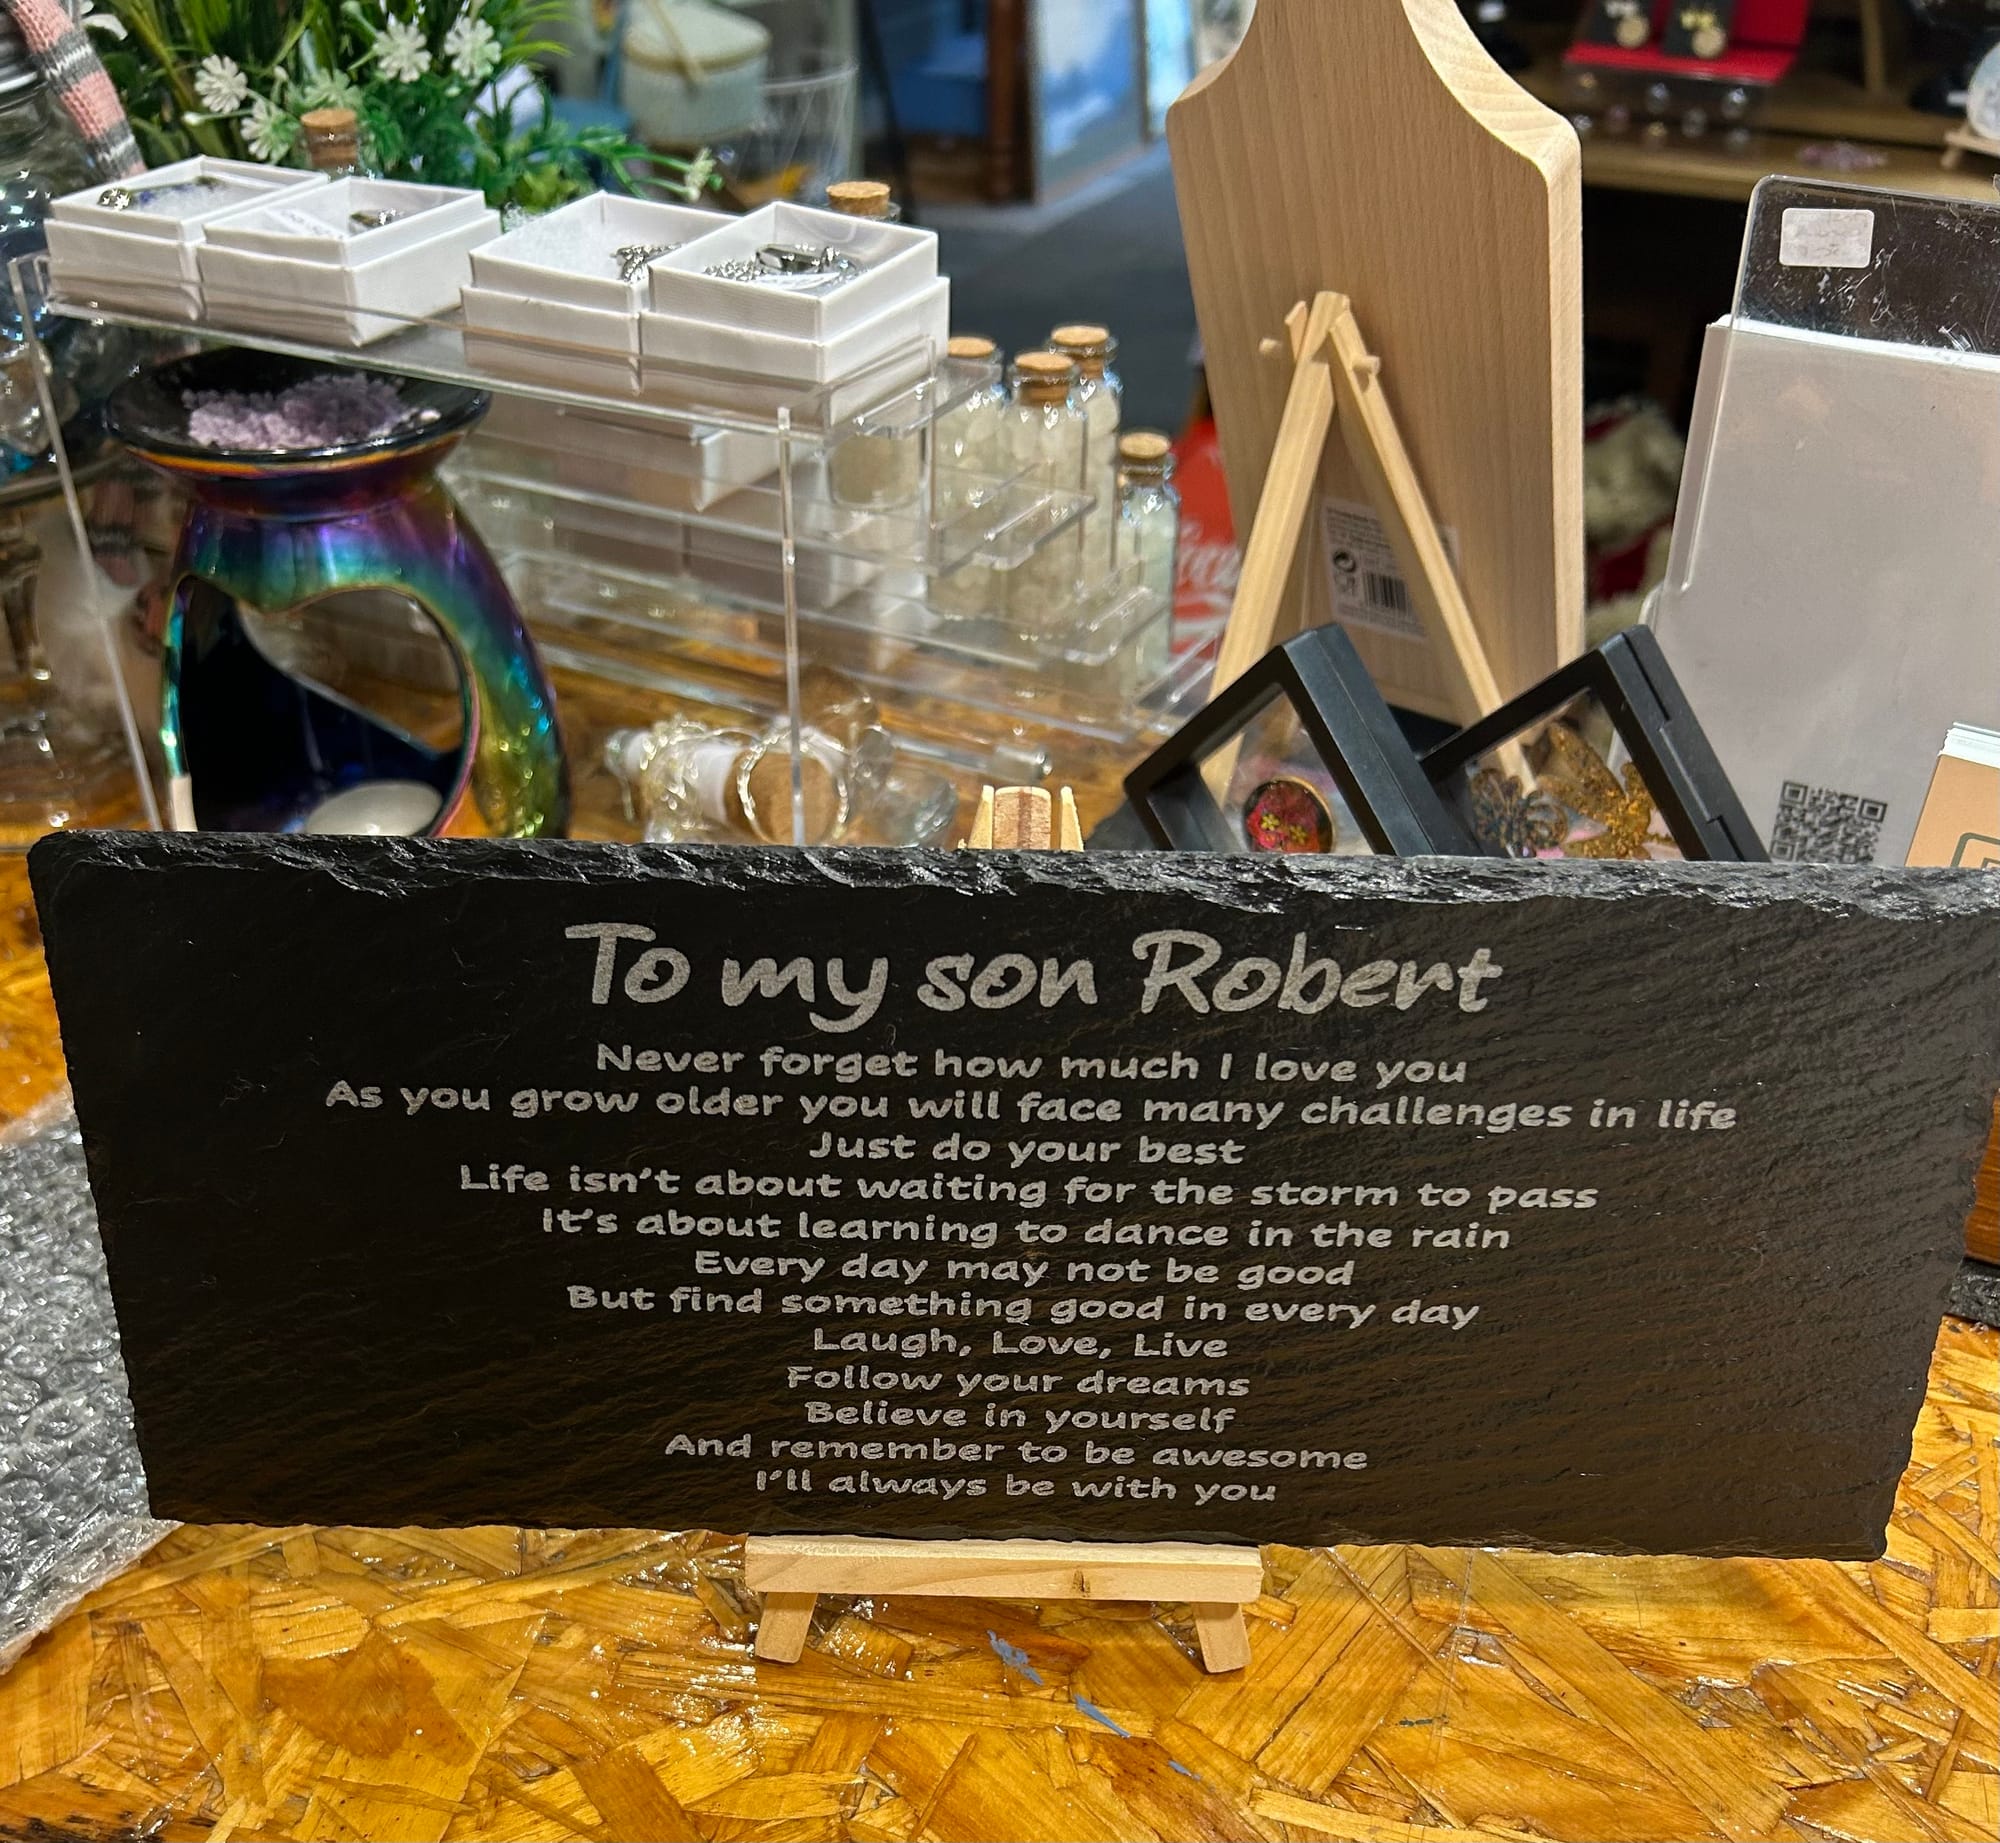 To my son Robert
Never forget how much I love you
As you grow older you will face many challenges in life
Just do your best
Life isn't about waiting for the storm to pass
It's about learning to dance in the rain
Every day may not be good
But find something good in every day
Laugh, Love, Live
Follow your dreams
Believe in yourself
And remember to be awesome
I'll always be with you